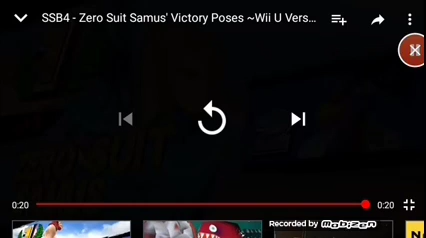 SSB4 - Zero Suit Samus' Victory Poses ~Wii U Vers...
0:20
0:20
Recorded by Mobizen